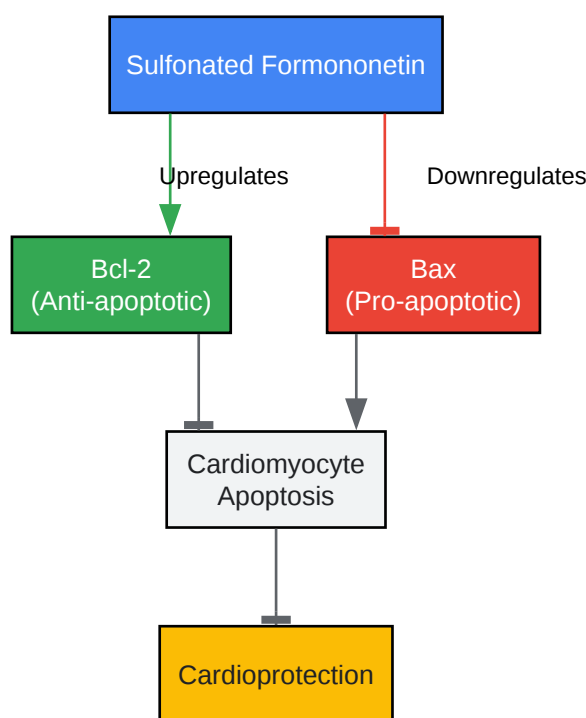 Sulfonated Formononetin
Upregulates
Downregulates
Bcl-2
(Anti-apoptotic)
Bax
(Pro-apoptotic)
Cardiomyocyte
Apoptosis
Cardioprotection